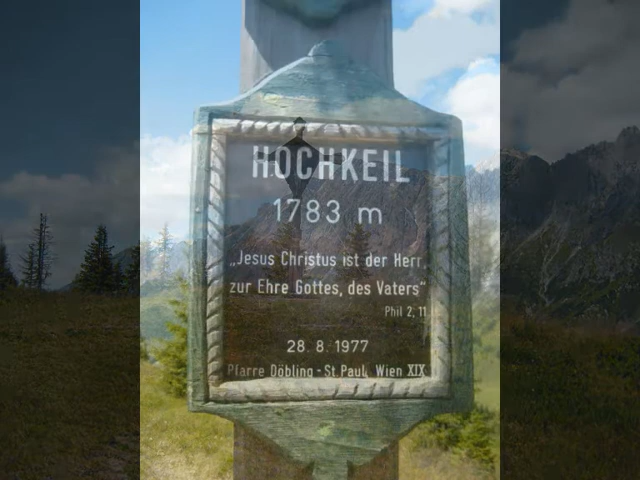 HOCHKEIL
1783 m
„Jesus Christus ist der Herr,
zur Ehre Gottes, des Vaters“
Phil 2, 11
28. 8. 1977
Pfarre Döbling - St. Paul, Wien XIX